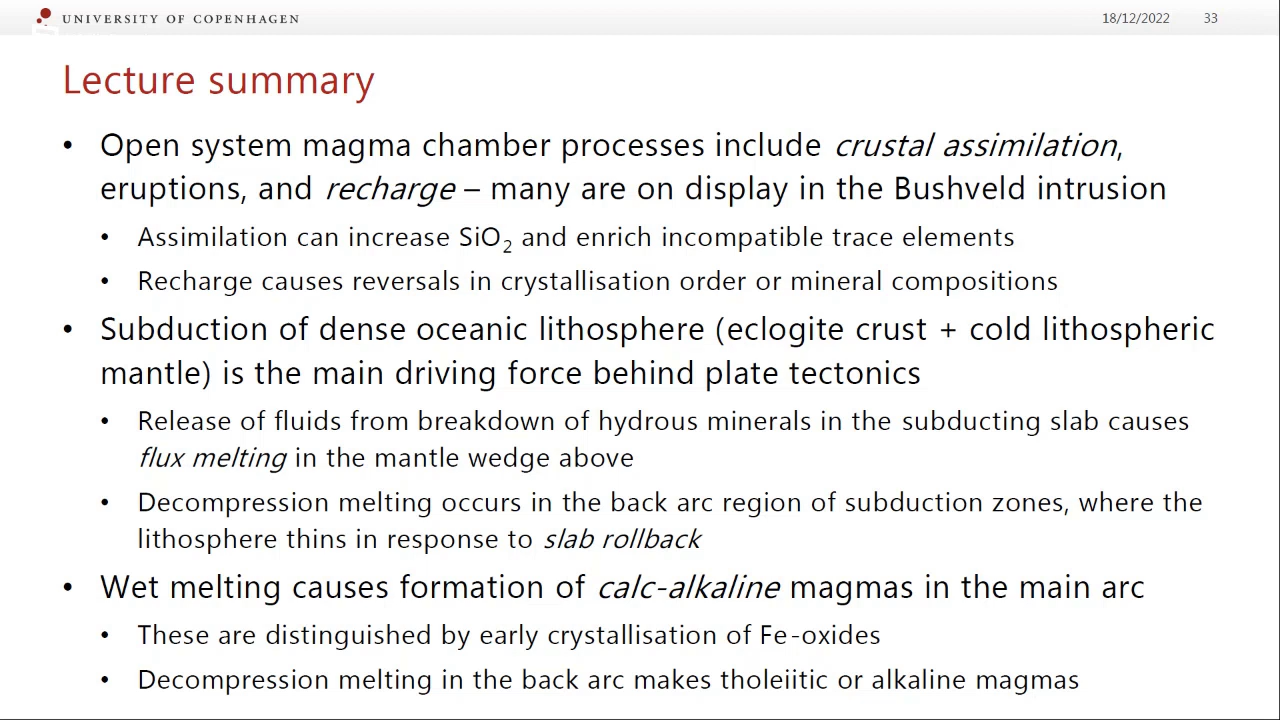 UNIVERSITY OF COPENHAGEN
18/12/2022 33
Lecture summary
• Open system magma chamber processes include crustal assimilation,
eruptions, and recharge – many are on display in the Bushveld intrusion
• Assimilation can increase SiO₂ and enrich incompatible trace elements
• Recharge causes reversals in crystallisation order or mineral compositions
• Subduction of dense oceanic lithosphere (eclogite crust + cold lithospheric
mantle) is the main driving force behind plate tectonics
• Release of fluids from breakdown of hydrous minerals in the subducting slab causes
flux melting in the mantle wedge above
• Decompression melting occurs in the back arc region of subduction zones, where the
lithosphere thins in response to slab rollback
• Wet melting causes formation of calc-alkaline magmas in the main arc
• These are distinguished by early crystallisation of Fe-oxides
• Decompression melting in the back arc makes tholeiitic or alkaline magmas